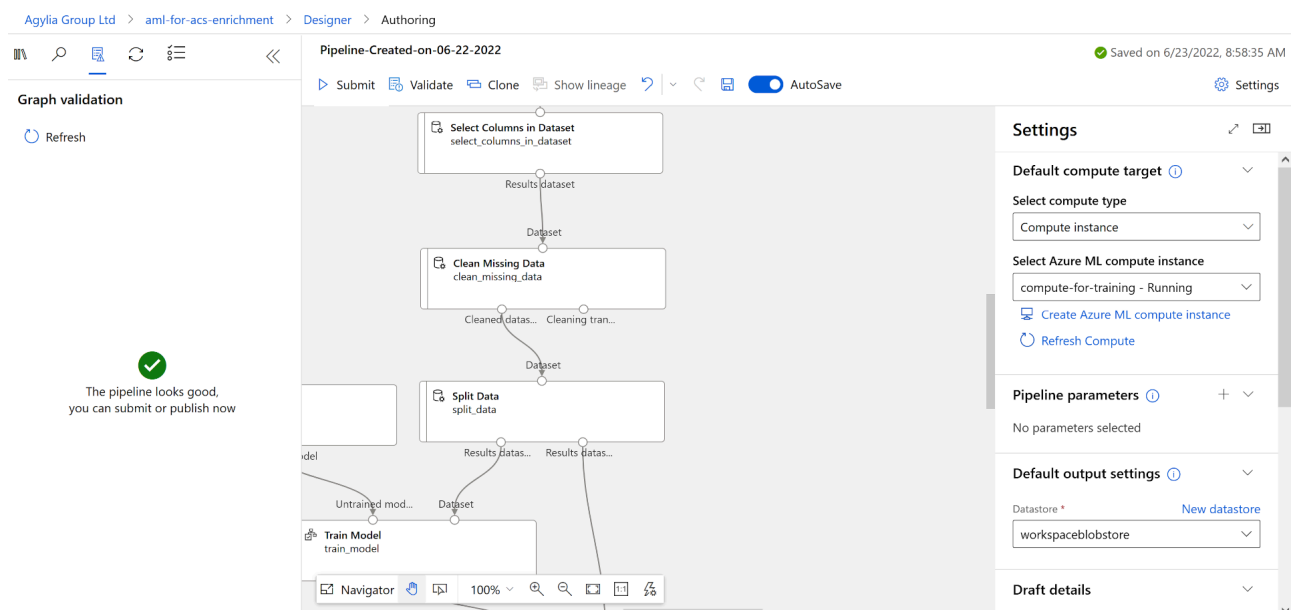 Agylia Group Ltd > aml-for-acs-enrichment > Designer > Authoring
Graph validation
Refresh
The pipeline looks good,
you can submit or publish now
Pipeline-Created-on-06-22-2022
Saved on 6/23/2022, 8:58:35 AM
Submit Validate Clone Show lineage AutoSave Settings
Select Columns in Dataset
select_columns_in_dataset
Results dataset
Dataset
Clean Missing Data
clean_missing_data
Cleaned datas... Cleaning tran...
Dataset
Split Data
split_data
Results datas... Results datas...
odel
Untrained mod... Dataset
Train Model
train_model
Navigator 100% 1:1
Settings
Default compute target
Select compute type
Compute instance
Select Azure ML compute instance
compute-for-training - Running
Create Azure ML compute instance
Refresh Compute
Pipeline parameters
No parameters selected
Default output settings
Datastore * New datastore
workspaceblobstore
Draft details